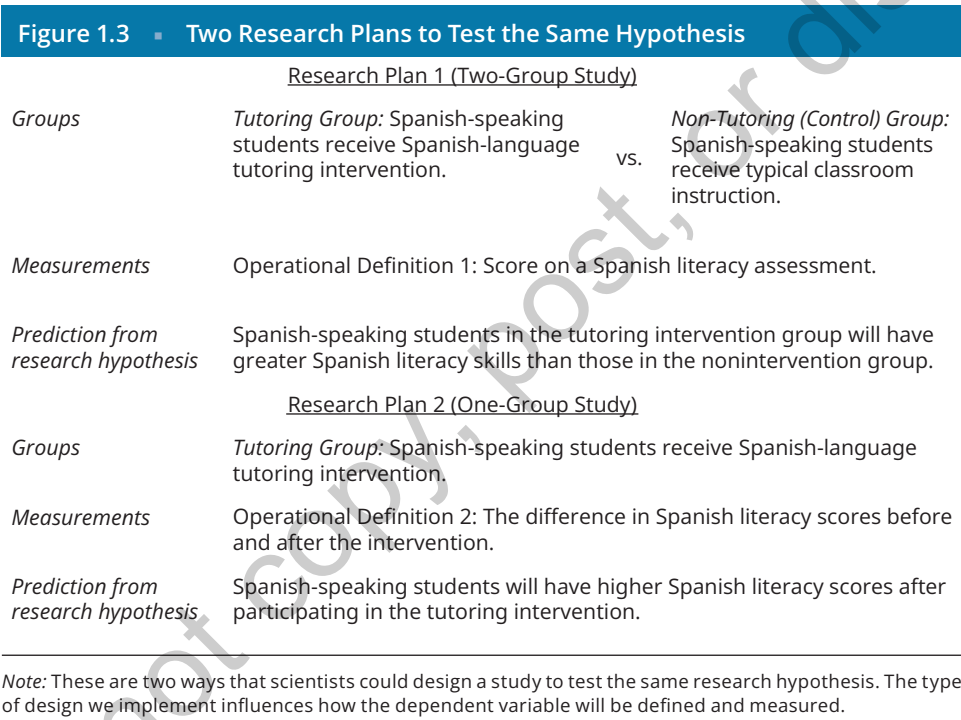 Figure 1.3 ▪ Two Research Plans to Test the Same Hypothesis
Research Plan 1 (Two-Group Study)
Groups
Tutoring Group: Spanish-speaking
students receive Spanish-language
tutoring intervention.
vs.
Non-Tutoring (Control) Group:
Spanish-speaking students
receive typical classroom
instruction.
Measurements
Operational Definition 1: Score on a Spanish literacy assessment.
Prediction from
research hypothesis
Spanish-speaking students in the tutoring intervention group will have
greater Spanish literacy skills than those in the nonintervention group.
Research Plan 2 (One-Group Study)
Groups
Tutoring Group: Spanish-speaking students receive Spanish-language
tutoring intervention.
Measurements
Operational Definition 2: The difference in Spanish literacy scores before
and after the intervention.
Prediction from
research hypothesis
Spanish-speaking students will have higher Spanish literacy scores after
participating in the tutoring intervention.
Note: These are two ways that scientists could design a study to test the same research hypothesis. The type
of design we implement influences how the dependent variable will be defined and measured.
not copy, post, or